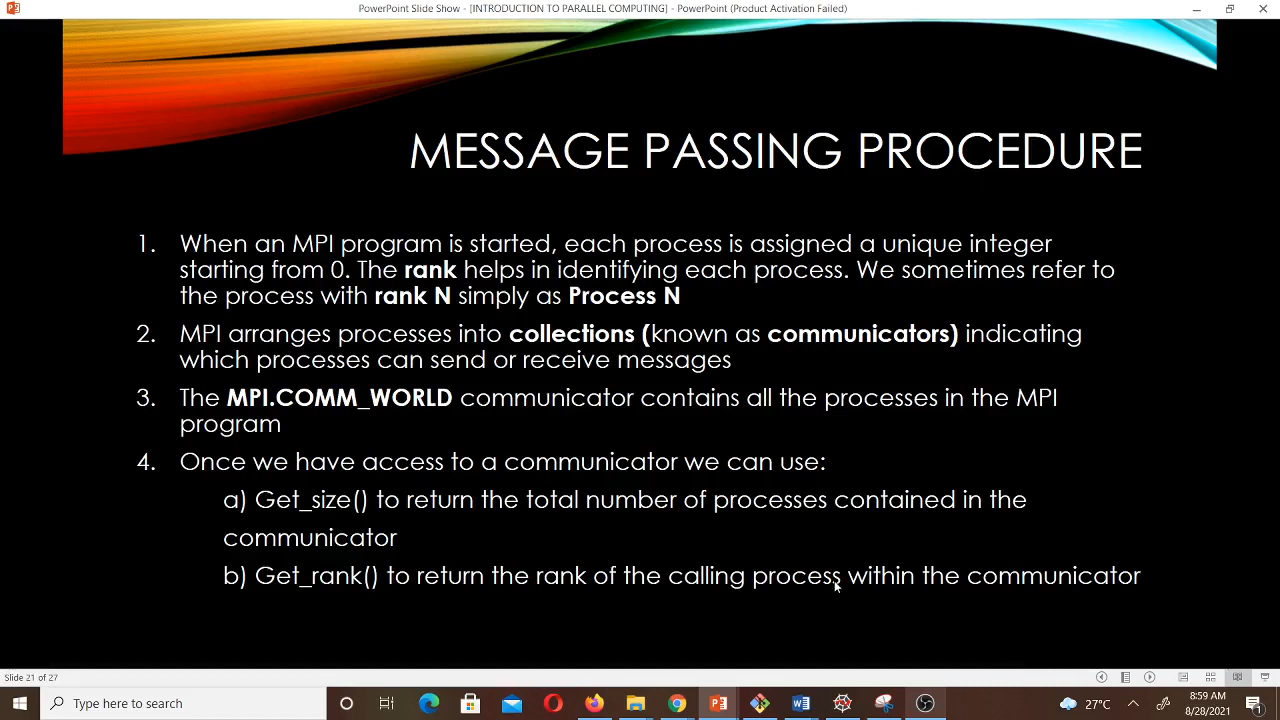 PowerPoint Slide Show - [INTRODUCTION TO PARALLEL COMPUTING] - PowerPoint (Product Activation Failed)
MESSAGE PASSING PROCEDURE
1. When an MPI program is started, each process is assigned a unique integer
starting from 0. The rank helps in identifying each process. We sometimes refer to
the process with rank N simply as Process N
2. MPI arranges processes into collections (known as communicators) indicating
which processes can send or receive messages
3. The MPI.COMM_WORLD communicator contains all the processes in the MPI
program
4. Once we have access to a communicator we can use:
a) Get_size() to return the total number of processes contained in the
communicator
b) Get_rank() to return the rank of the calling process within the communicator
Slide 21 of 27
Type here to search
27°C
8:59 AM
8/28/2021
1